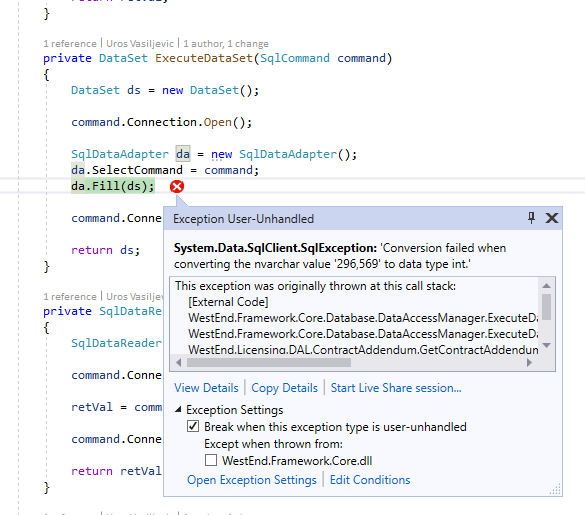 }
1 reference | Uros Vasiljevic | 1 author, 1 change
private DataSet ExecuteDataSet(SqlCommand command)
{
DataSet ds = new DataSet();
command.Connection.Open();
SqlDataAdapter da = new SqlDataAdapter();
da.SelectCommand = command;
da.Fill(ds);
command.Conne
return ds;
}
1 reference | Uros Vasiljevic
private SqlDataRea
{
SqlDataReader
command.Conne
retVal = comm
command.Conne
return retVal
}
Exception User-Unhandled
System.Data.SqlClient.SqlException: 'Conversion failed when
converting the nvarchar value '296,569' to data type int.'
This exception was originally thrown at this call stack:
[External Code]
WestEnd.Framework.Core.Database.DataAccessManager.ExecuteDa
WestEnd.Framework.Core.Database.DataAccessManager.ExecuteDa
WestEnd.Licensing.DAL.ContractAddendum.GetContractAddendum
View Details | Copy Details | Start Live Share session...
Exception Settings
Break when this exception type is user-unhandled
Except when thrown from:
WestEnd.Framework.Core.dll
Open Exception Settings | Edit Conditions